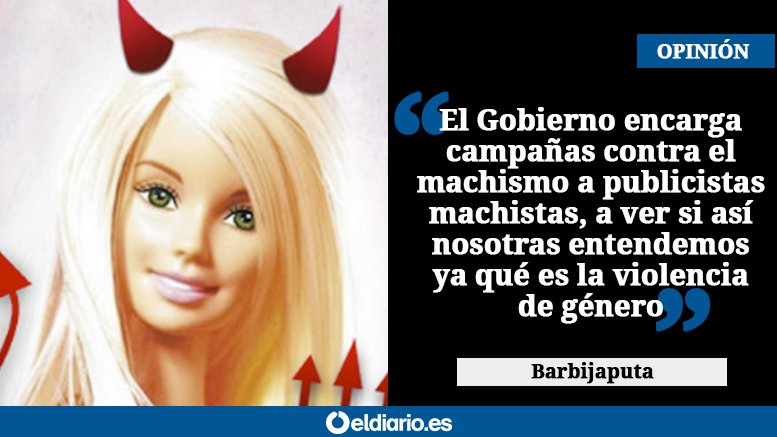 OPINIÓN
“El Gobierno encarga
campañas contra el
machismo a publicistas
machistas, a ver si así
nosotras entendemos
ya qué es la violencia
de género”
Barbijaputa
eldiario.es